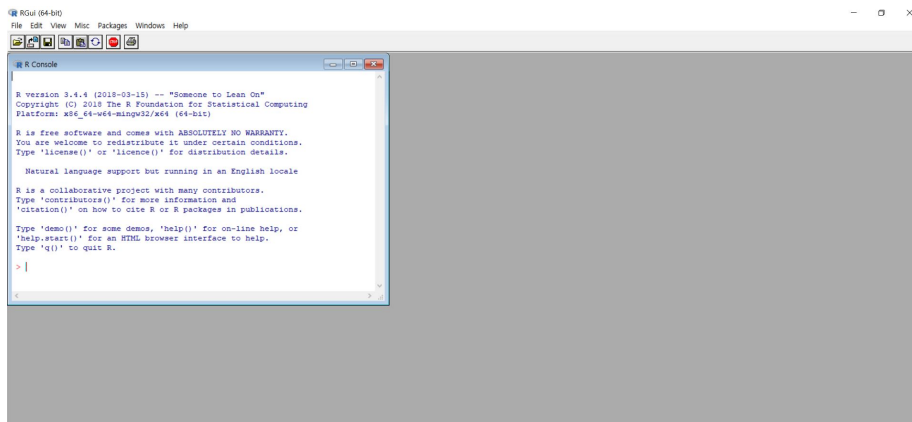 RGui (64-bit)
File Edit View Misc Packages Windows Help
R Console
R version 3.4.4 (2018-03-15) -- "Someone to Lean On"
Copyright (C) 2018 The R Foundation for Statistical Computing
Platform: x86_64-w64-mingw32/x64 (64-bit)
R is free software and comes with ABSOLUTELY NO WARRANTY.
You are welcome to redistribute it under certain conditions.
Type 'license()' or 'licence()' for distribution details.
Natural language support but running in an English locale
R is a collaborative project with many contributors.
Type 'contributors()' for more information and
'citation()' on how to cite R or R packages in publications.
Type 'demo()' for some demos, 'help()' for on-line help, or
'help.start()' for an HTML browser interface to help.
Type 'q()' to quit R.
>